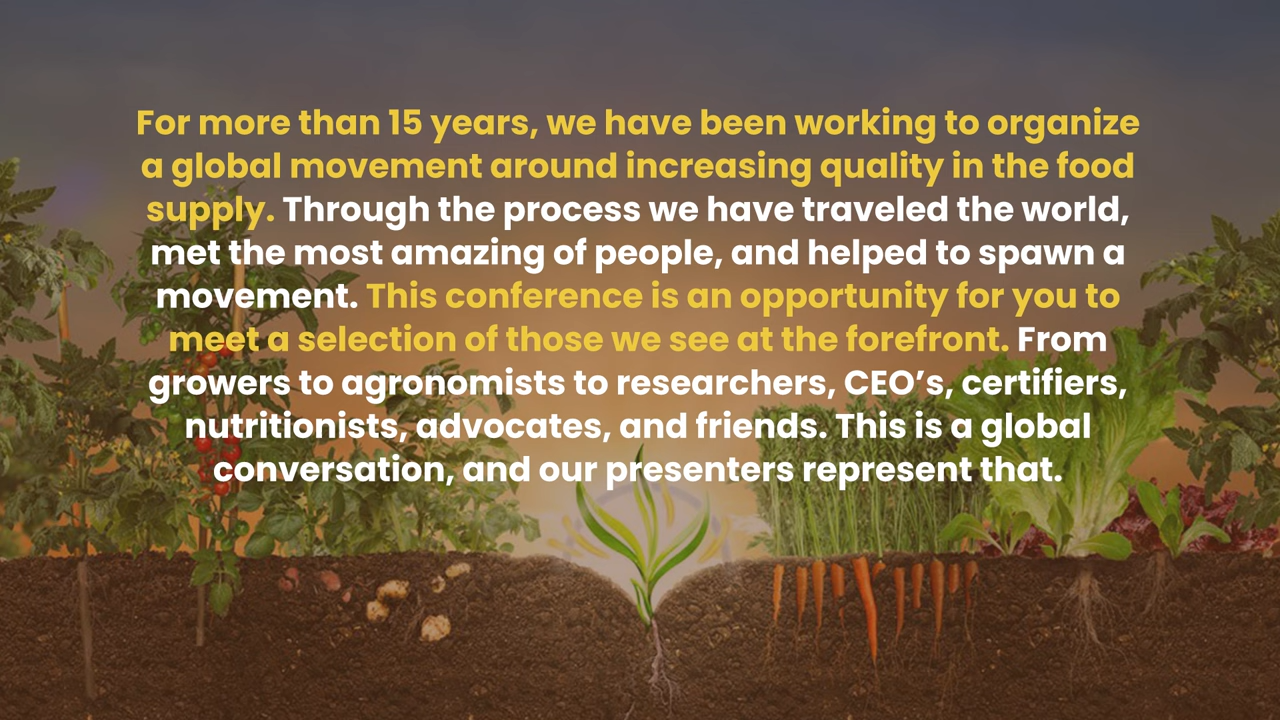 For more than 15 years, we have been working to organize
a global movement around increasing quality in the food
supply. Through the process we have traveled the world,
met the most amazing of people, and helped to spawn a
movement. This conference is an opportunity for you to
meet a selection of those we see at the forefront. From
growers to agronomists to researchers, CEO’s, certifiers,
nutritionists, advocates, and friends. This is a global
conversation, and our presenters represent that.